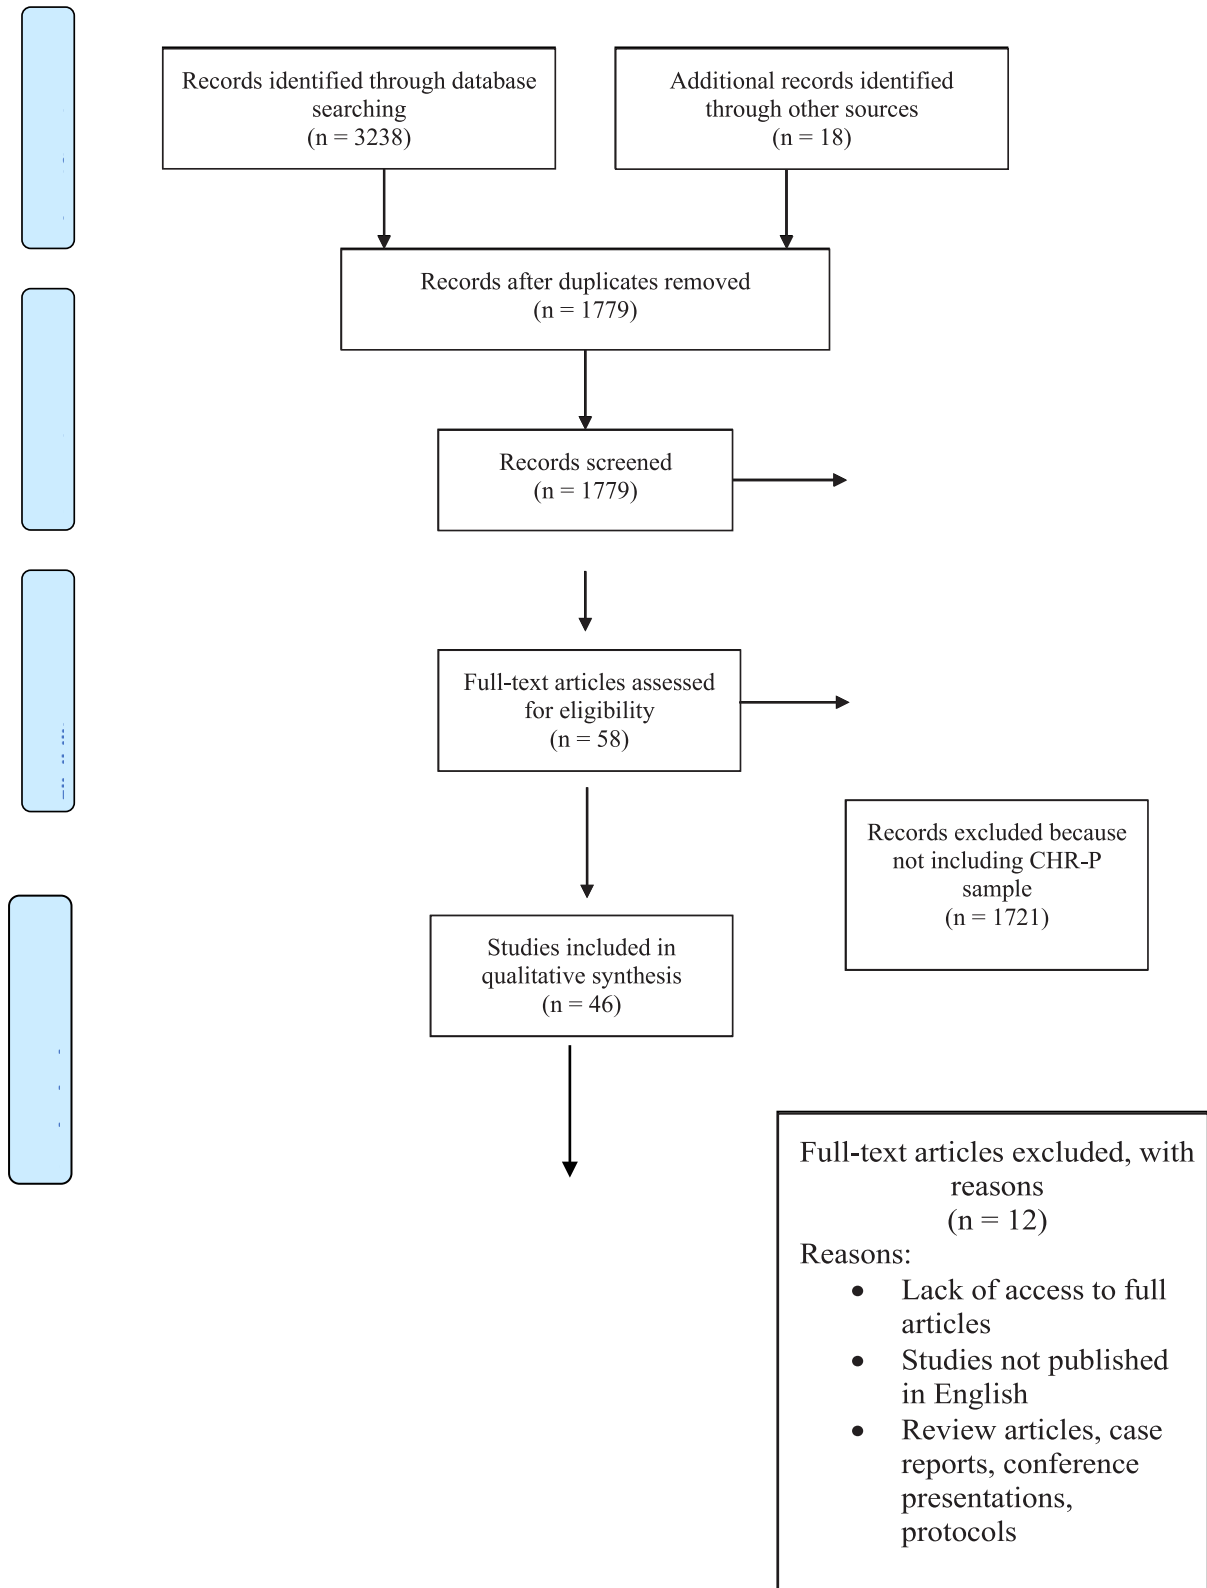 Records identified through database
searching
(n = 3238)
Additional records identified
through other sources
(n = 18)
Records after duplicates removed
(n = 1779)
Records screened
(n = 1779)
Full-text articles assessed
for eligibility
(n = 58)
Records excluded because
not including CHR-P
sample
(n = 1721)
Studies included in
qualitative synthesis
(n = 46)
Full-text articles excluded, with
reasons
(n = 12)
Reasons:
• Lack of access to full
articles
• Studies not published
in English
• Review articles, case
reports, conference
presentations,
protocols